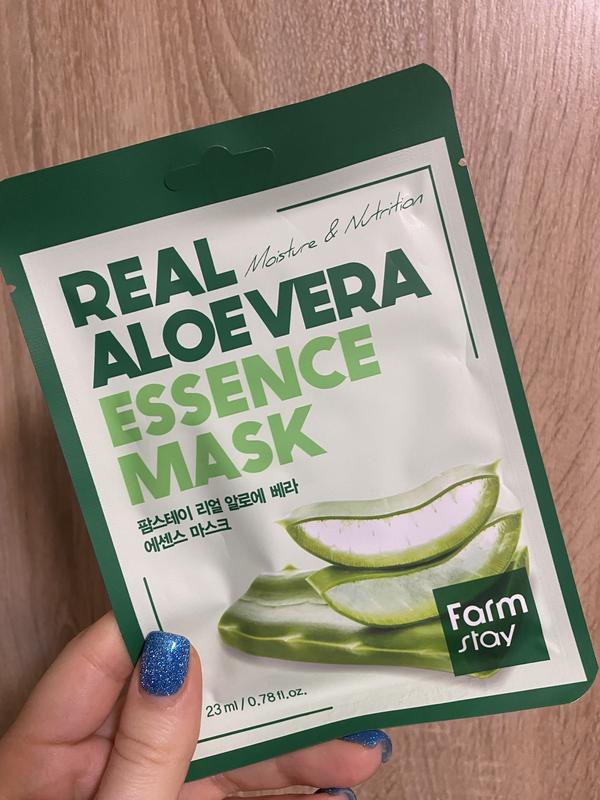 Moisture & Nutrition
REAL
ALOEVERA
ESSENCE
MASK
팜스테이 리얼 알로에 베라
에센스 마스크
Farm
stay
23 ml / 0.78 fl.oz.